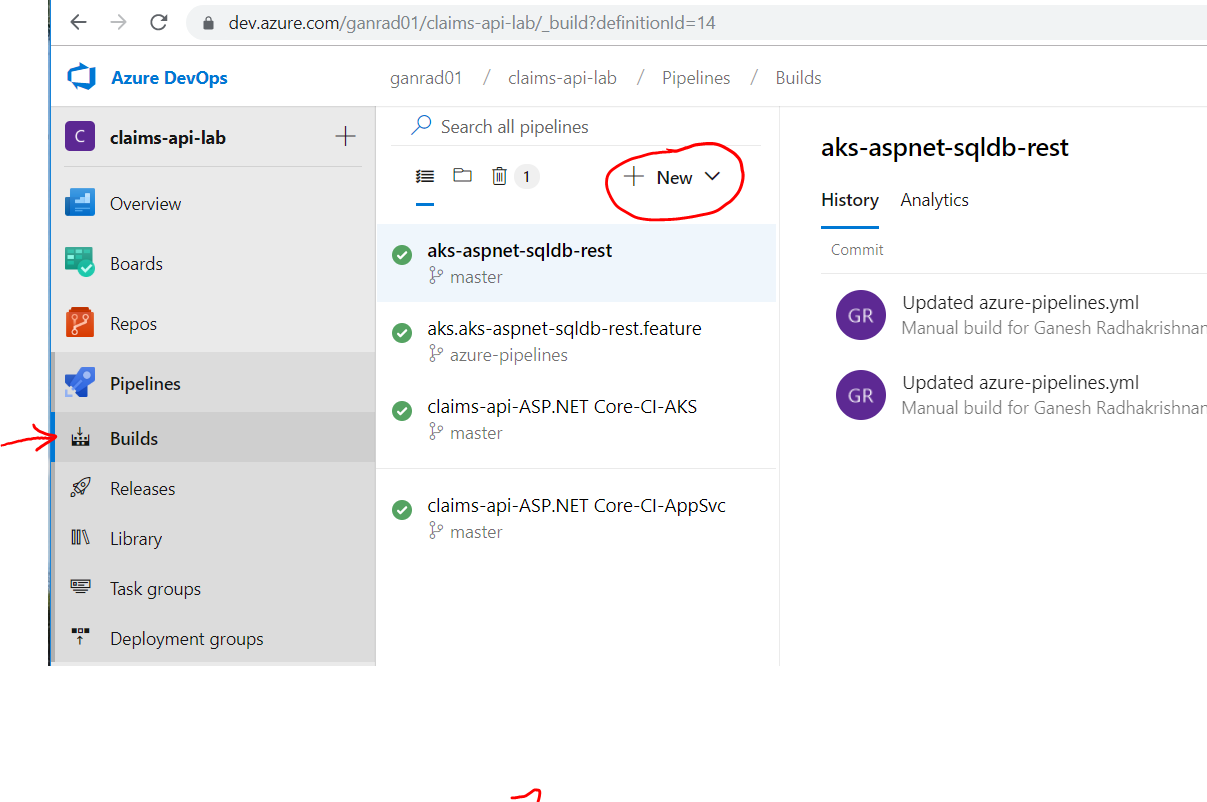 dev.azure.com/ganrad01/claims-api-lab/_build?definitionId=14
Azure DevOps
ganrad01 / claims-api-lab / Pipelines / Builds
C claims-api-lab
Overview
Boards
Repos
Pipelines
Builds
Releases
Library
Task groups
Deployment groups
Search all pipelines
1
New
aks-aspnet-sqldb-rest
master
aks.aks-aspnet-sqldb-rest.feature
azure-pipelines
claims-api-ASP.NET Core-CI-AKS
master
claims-api-ASP.NET Core-CI-AppSvc
master
aks-aspnet-sqldb-rest
History Analytics
Commit
GR
Updated azure-pipelines.yml
Manual build for Ganesh Radhakrishnan
GR
Updated azure-pipelines.yml
Manual build for Ganesh Radhakrishnan